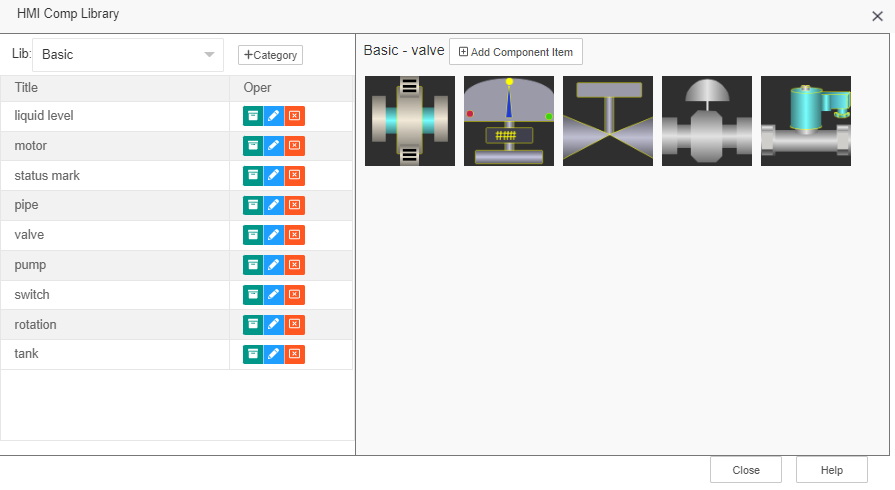 HMI Comp Library
Lib: Basic
+Category
Title Oper
liquid level
motor
status mark
pipe
valve
pump
switch
rotation
tank
Basic - valve
Add Component Item
###
Close
Help